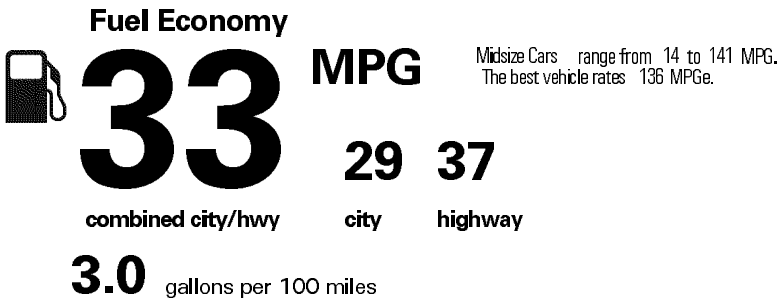 Fuel Economy
33 MPG
Midsize Cars range from 14 to 141 MPG.
The best vehicle rates 136 MPGe.
29 37
combined city/hwy city highway
3.0 gallons per 100 miles